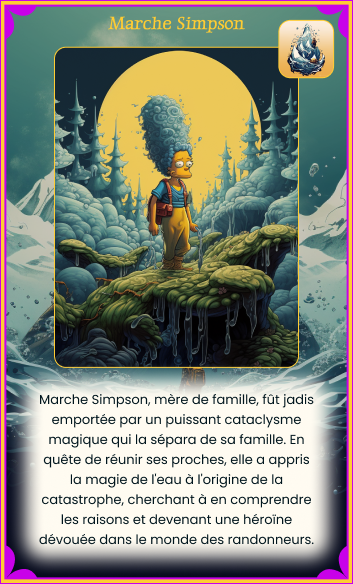 Marche Simpson
Marche Simpson, mère de famille, fût jadis
emportée par un puissant cataclysme
magique qui la sépara de sa famille. En
quête de réunir ses proches, elle a appris
la magie de l'eau à l'origine de la
catastrophe, cherchant à en comprendre
les raisons et devenant une héroïne
dévouée dans le monde des randonneurs.